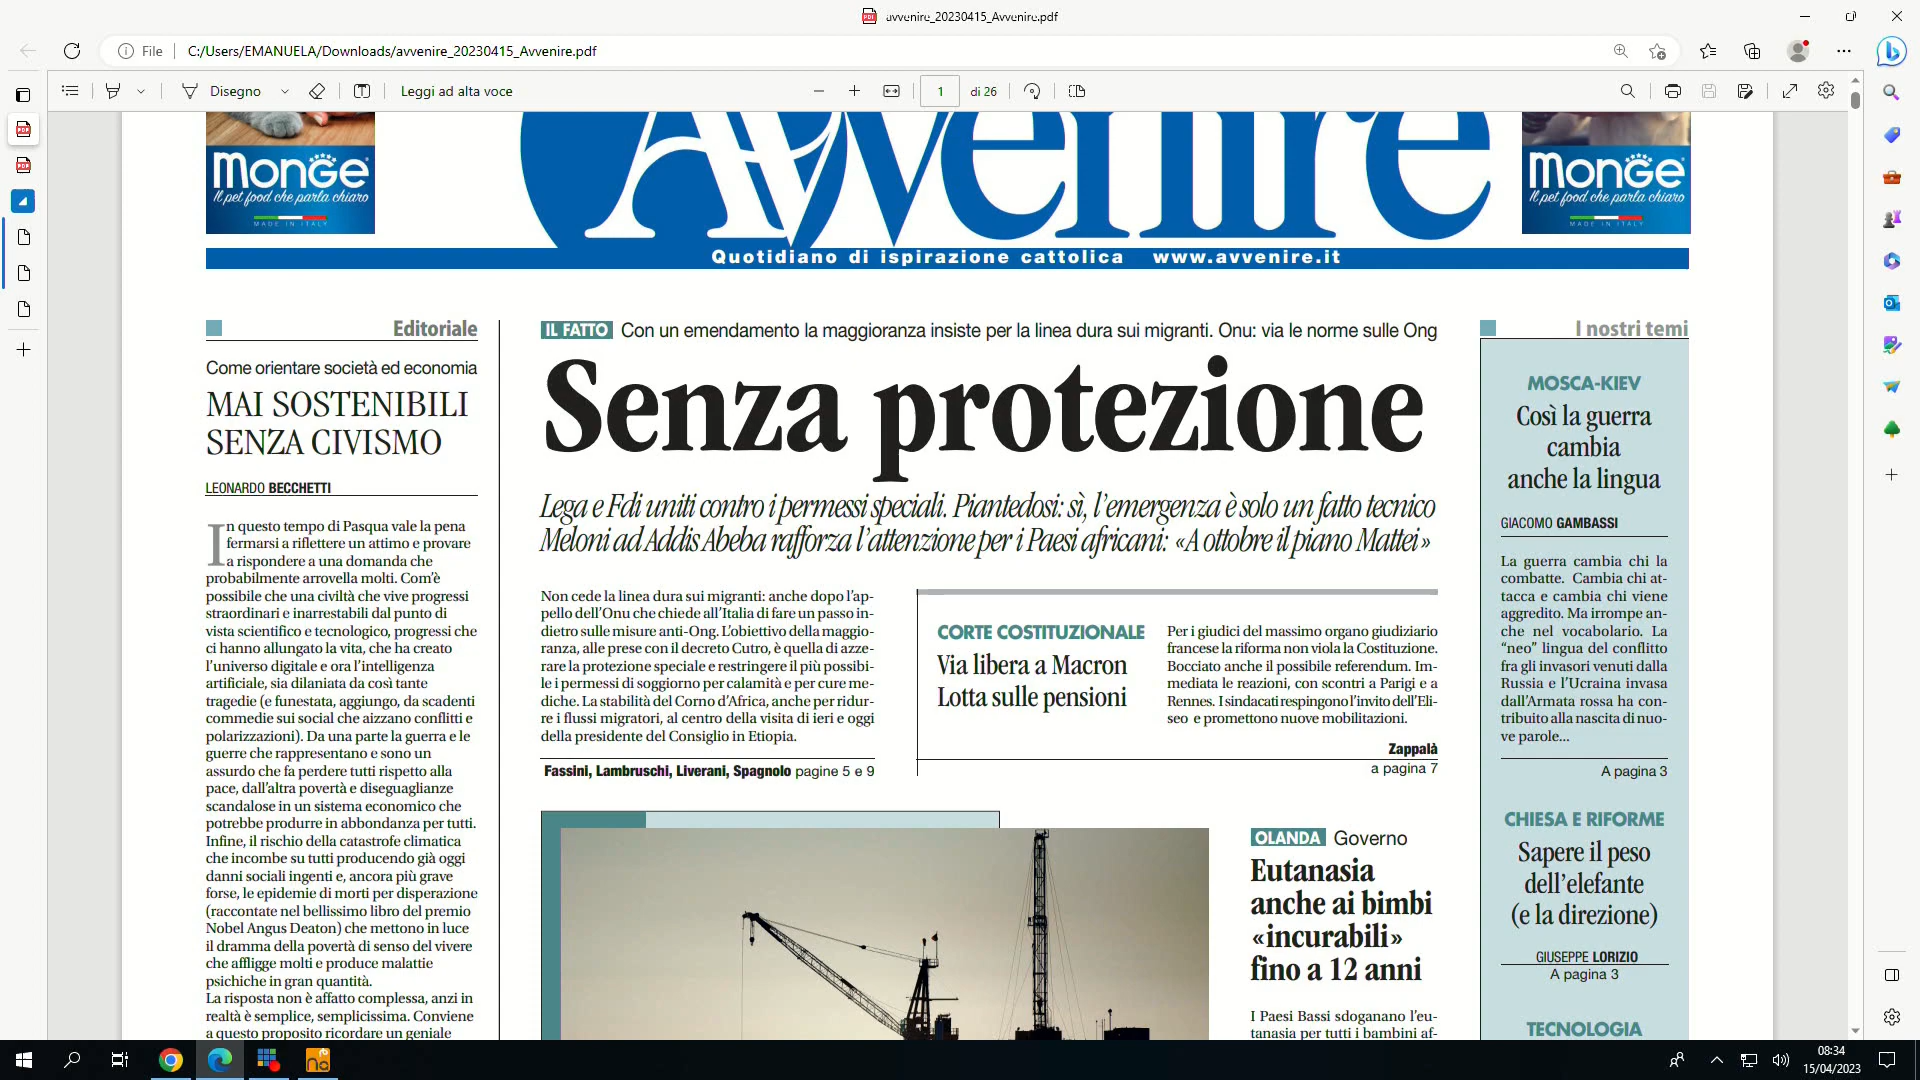 avvenire_20230415_Avvenire.pdf
File
C:/Users/EMANUELA/Downloads/avvenire_20230415_Avvenire.pdf
Disegno
Leggi ad alta voce
1
di 26
Monge
Il pet food che parla chiaro
MADE IN ITALY
Avvenire
Monge
Il pet food che parla chiaro
MADE IN ITALY
Quotidiano di ispirazione cattolica www.avvenire.it
Editoriale
Come orientare società ed economia
MAI SOSTENIBILI
SENZA CIVISMO
LEONARDO BECCHETTI
In questo tempo di Pasqua vale la pena
fermarsi a riflettere un attimo e provare
a rispondere a una domanda che
probabilmente arrovella molti. Com'è
possibile che una civiltà che vive progressi
straordinari e inarrestabili dal punto di
vista scientifico e tecnologico, progressi che
ci hanno allungato la vita, che ha creato
l'universo digitale e ora l'intelligenza
artificiale, sia dilaniata da così tante
tragedie (e funestata, aggiungo, da scadenti
commedie sui social che aizzano conflitti e
polarizzazioni). Da una parte la guerra e le
guerre che rappresentano e sono un
assurdo che fa perdere tutti rispetto alla
pace, dall'altra povertà e diseguaglianze
scandalose in un sistema economico che
potrebbe produrre in abbondanza per tutti.
Infine, il rischio della catastrofe climatica
che incombe su tutti producendo già oggi
danni sociali ingenti e, ancora più grave
forse, le epidemie di morti per disperazione
(raccontate nel bellissimo libro del premio
Nobel Angus Deaton) che mettono in luce
il dramma della povertà di senso del vivere
che affligge molti e produce malattie
psichiche in gran quantità.
La risposta non è affatto complessa, anzi in
realtà è semplice, semplicissima. Conviene
a questo proposito ricordare un geniale
IL FATTO Con un emendamento la maggioranza insiste per la linea dura sui migranti. Onu: via le norme sulle Ong
Senza protezione
Lega e Fdi uniti contro i permessi speciali. Piantedosi: sì, l'emergenza è solo un fatto tecnico
Meloni ad Addis Abeba rafforza l'attenzione per i Paesi africani: «A ottobre il piano Mattei»
Non cede la linea dura sui migranti: anche dopo l'ap-
pello dell'Onu che chiede all'Italia di fare un passo in-
dietro sulle misure anti-Ong. L'obiettivo della maggio-
ranza, alle prese con il decreto Cutro, è quella di azze-
rare la protezione speciale e restringere il più possibi-
le i permessi di soggiorno per calamità e per cure me-
diche. La stabilità del Corno d'Africa, anche per ridur-
re i flussi migratori, al centro della visita di ieri e oggi
della presidente del Consiglio in Etiopia.
Fassini, Lambruschi, Liverani, Spagnolo pagine 5 e 9
CORTE COSTITUZIONALE
Via libera a Macron
Lotta sulle pensioni
Per i giudici del massimo organo giudiziario
francese la riforma non viola la Costituzione.
Bocciato anche il possibile referendum. Im-
mediata le reazioni, con scontri a Parigi e a
Rennes. I sindacati respingono l'invito dell'Eli-
seo e promettono nuove mobilitazioni.
Zappalà
a pagina 7
OLANDA Governo
Eutanasia
anche ai bimbi
«incurabili»
fino a 12 anni
I Paesi Bassi sdoganano l'eu-
tanasia per tutti i bambini af-
I nostri temi
MOSCA-KIEV
Così la guerra
cambia
anche la lingua
GIACOMO GAMBASSI
La guerra cambia chi la
combatte. Cambia chi at-
tacca e cambia chi viene
aggredito. Ma irrompe an-
che nel vocabolario. La
“neo” lingua del conflitto
fra gli invasori venuti dalla
Russia e l'Ucraina invasa
dall'Armata rossa ha con-
tribuito alla nascita di nuo-
ve parole...
A pagina 3
CHIESA E RIFORME
Sapere il peso
dell'elefante
(e la direzione)
GIUSEPPE LORIZIO
A pagina 3
TECNOLOGIA
08:34
15/04/2023